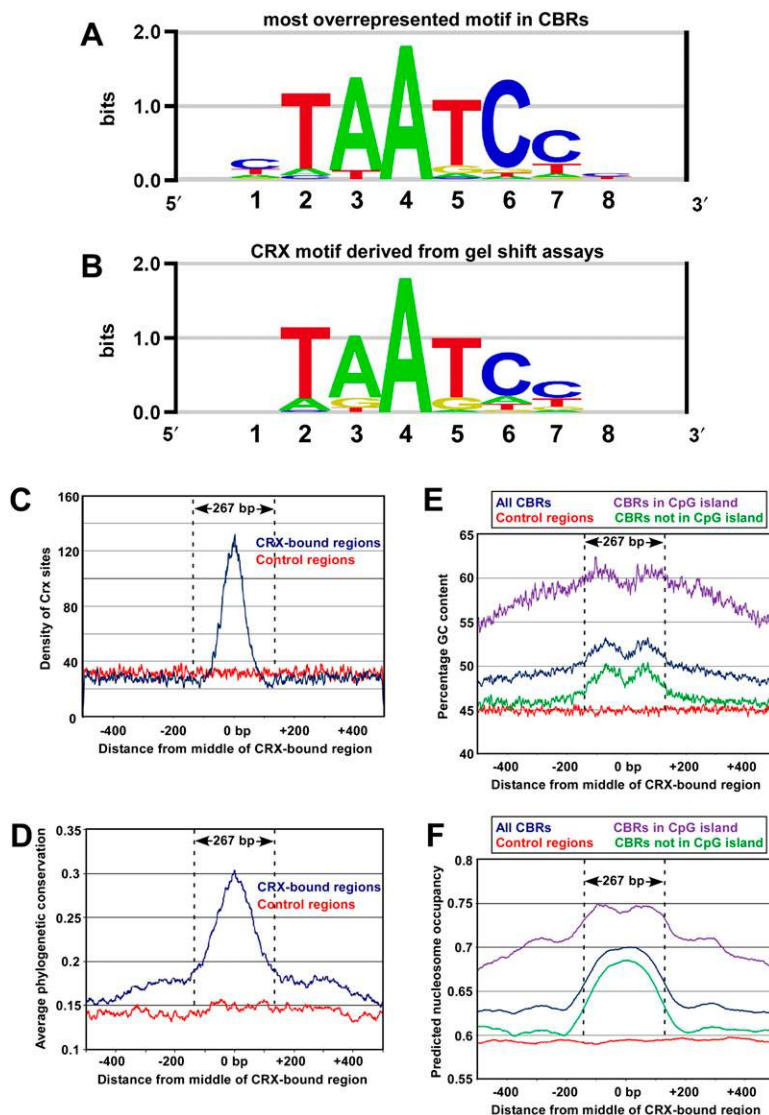 A
most overrepresented motif in CBRs
2.0
bits
1.0
0.0
C T A A T C C
5′ 1 2 3 4 5 6 7 8 3′
B
CRX motif derived from gel shift assays
2.0
bits
1.0
0.0
T A A T C C
5′ 1 2 3 4 5 6 7 8 3′
C
160
120
80
40
0
Density of Crx sites
267 bp
CRX-bound regions
Control regions
-400 -200 0 bp +200 +400
Distance from middle of CRX-bound region
D
0.35
0.3
0.25
0.2
0.15
0.1
Average phylogenetic conservation
267 bp
CRX-bound regions
Control regions
-400 -200 0 bp +200 +400
Distance from middle of CRX-bound region
E
All CBRs CBRs in CpG island
Control regions CBRs not in CpG island
267 bp
65
60
55
50
45
40
Percentage GC content
-400 -200 0 bp +200 +400
Distance from middle of CRX-bound region
F
All CBRs CBRs in CpG island
Control regions CBRs not in CpG island
0.8
0.75
0.7
0.65
0.6
0.55
Predicted nucleosome occupancy
267 bp
-400 -200 0 bp +200 +400
Distance from middle of CRX-bound region